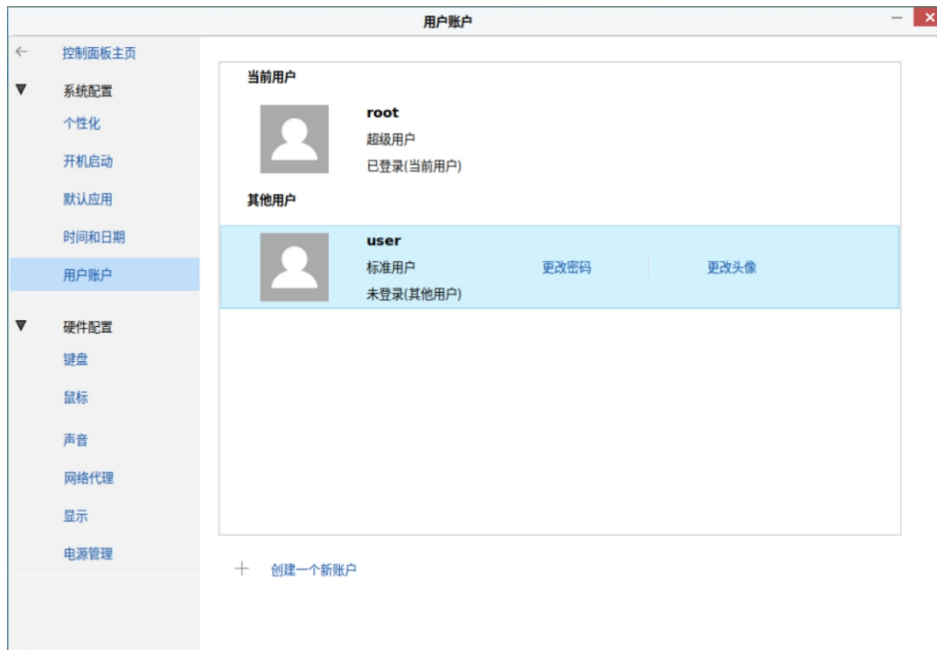 用户账户
控制面板主页
系统配置
个性化
开机启动
默认应用
时间和日期
用户账户
硬件配置
键盘
鼠标
声音
网络代理
显示
电源管理
当前用户
root
超级用户
已登录(当前用户)
其他用户
user
标准用户
更改密码
更改头像
未登录(其他用户)
创建一个新账户